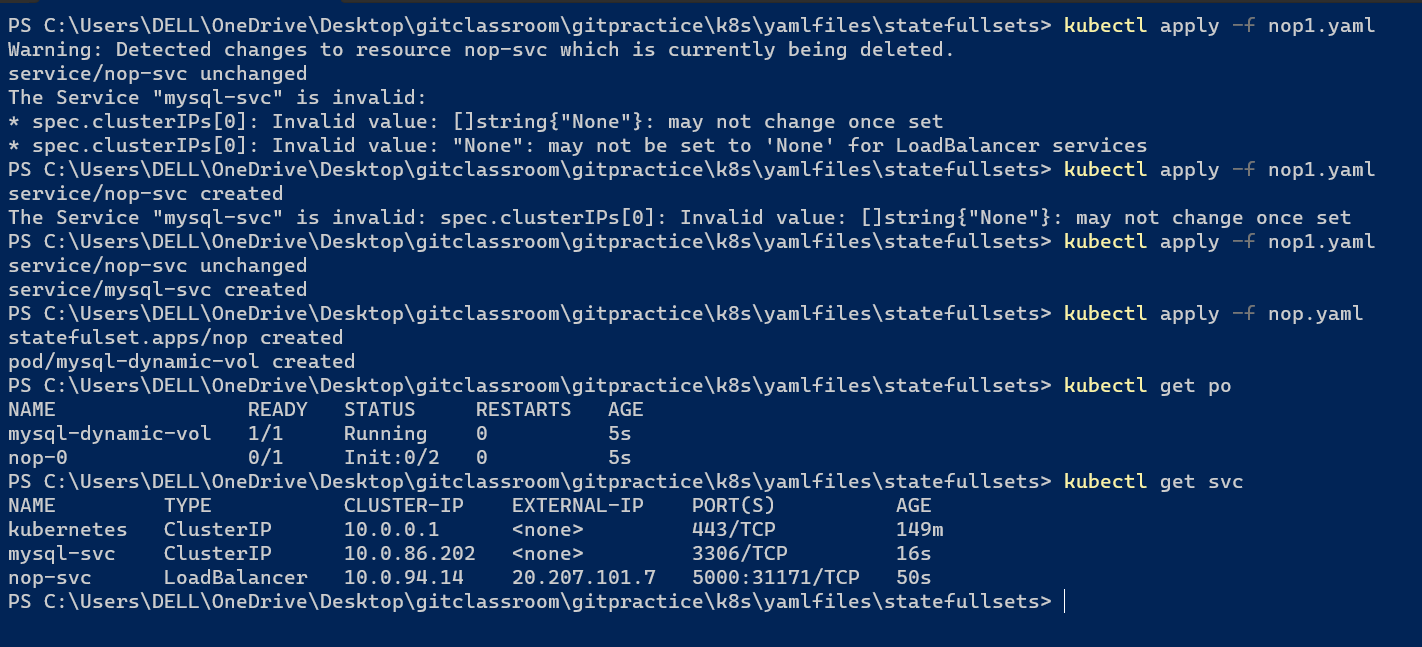 PS C:\Users\DELL\OneDrive\Desktop\gitclassroom\gitpractice\k8s\yamlfiles\statefullsets> kubectl apply -f nop1.yaml
Warning: Detected changes to resource nop-svc which is currently being deleted.
service/nop-svc unchanged
The Service "mysql-svc" is invalid:
* spec.clusterIPs[0]: Invalid value: []string{"None"}: may not change once set
* spec.clusterIPs[0]: Invalid value: "None": may not be set to 'None' for LoadBalancer services
PS C:\Users\DELL\OneDrive\Desktop\gitclassroom\gitpractice\k8s\yamlfiles\statefullsets> kubectl apply -f nop1.yaml
service/nop-svc created
The Service "mysql-svc" is invalid: spec.clusterIPs[0]: Invalid value: []string{"None"}: may not change once set
PS C:\Users\DELL\OneDrive\Desktop\gitclassroom\gitpractice\k8s\yamlfiles\statefullsets> kubectl apply -f nop1.yaml
service/nop-svc unchanged
service/mysql-svc created
PS C:\Users\DELL\OneDrive\Desktop\gitclassroom\gitpractice\k8s\yamlfiles\statefullsets> kubectl apply -f nop.yaml
statefulset.apps/nop created
pod/mysql-dynamic-vol created
PS C:\Users\DELL\OneDrive\Desktop\gitclassroom\gitpractice\k8s\yamlfiles\statefullsets> kubectl get po
NAME                READY   STATUS     RESTARTS   AGE
mysql-dynamic-vol   1/1     Running    0          5s
nop-0               0/1     Init:0/2   0          5s
PS C:\Users\DELL\OneDrive\Desktop\gitclassroom\gitpractice\k8s\yamlfiles\statefullsets> kubectl get svc
NAME         TYPE           CLUSTER-IP    EXTERNAL-IP    PORT(S)          AGE
kubernetes   ClusterIP      10.0.0.1      <none>         443/TCP          149m
mysql-svc    ClusterIP      10.0.86.202   <none>         3306/TCP         16s
nop-svc      LoadBalancer   10.0.94.14    20.207.101.7   5000:31171/TCP   50s
PS C:\Users\DELL\OneDrive\Desktop\gitclassroom\gitpractice\k8s\yamlfiles\statefullsets>